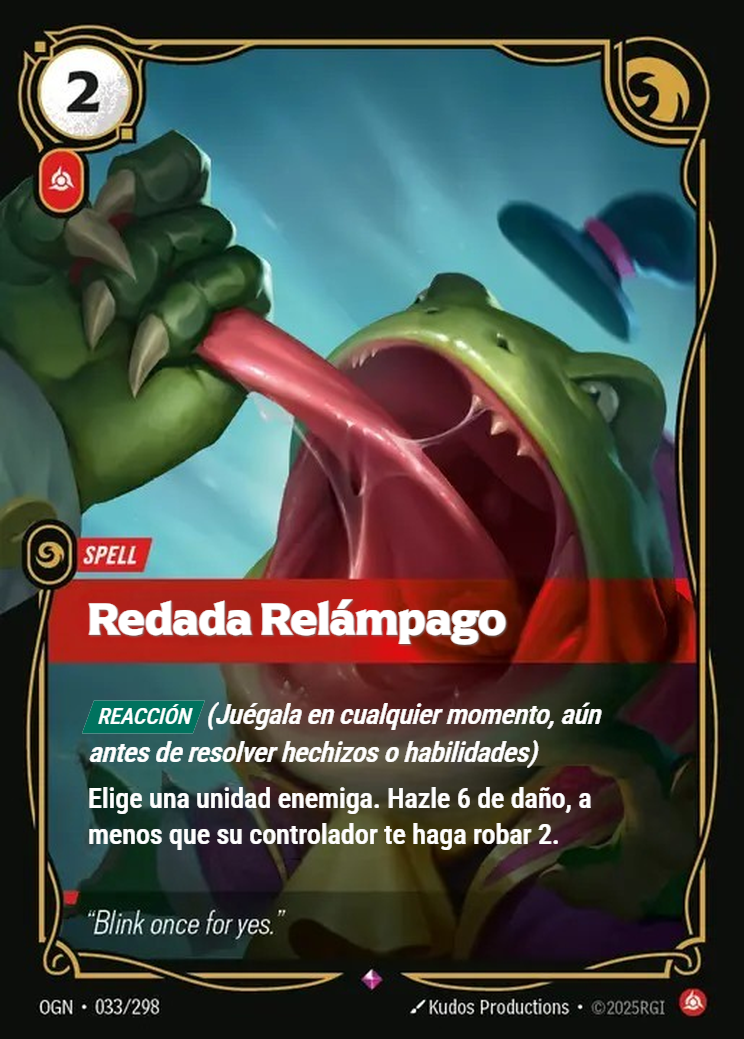 2
SPELL
Redada Relámpago
REACCIÓN (Juégala en cualquier momento, aún
antes de resolver hechizos o habilidades)
Elige una unidad enemiga. Hazle 6 de daño, a
menos que su controlador te haga robar 2.
“Blink once for yes.”
OGN • 033/298
Kudos Productions • ©2025RGI